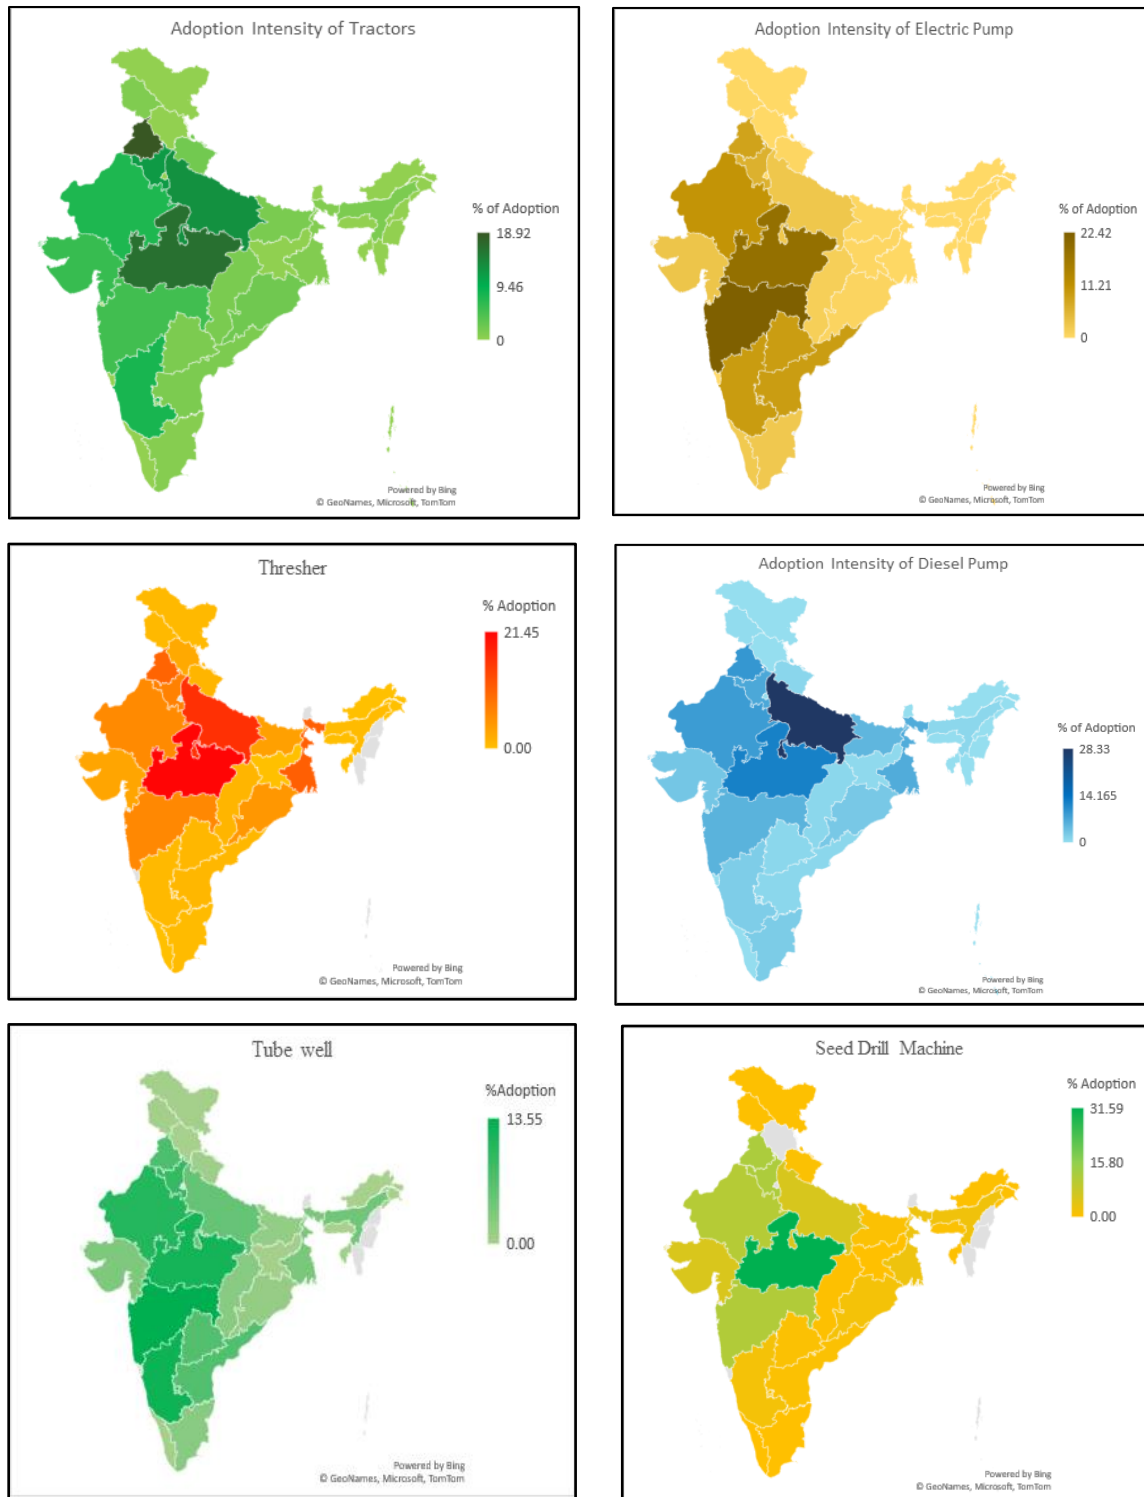 Adoption Intensity of Tractors
% of Adoption
18.92
9.46
0
Powered by Bing
© GeoNames, Microsoft, TomTom
Adoption Intensity of Electric Pump
% of Adoption
22.42
11.21
0
Powered by Bing
© GeoNames, Microsoft, TomTom
Thresher
% Adoption
21.45
0.00
Powered by Bing
© GeoNames, Microsoft, TomTom
Adoption Intensity of Diesel Pump
% of Adoption
28.33
14.165
0
Powered by Bing
© GeoNames, Microsoft, TomTom
Tube well
%Adoption
13.55
0.00
Powered by Bing
© GeoNames, Microsoft, TomTom
Seed Drill Machine
% Adoption
31.59
15.80
0.00
Powered by Bing
© GeoNames, Microsoft, TomTom